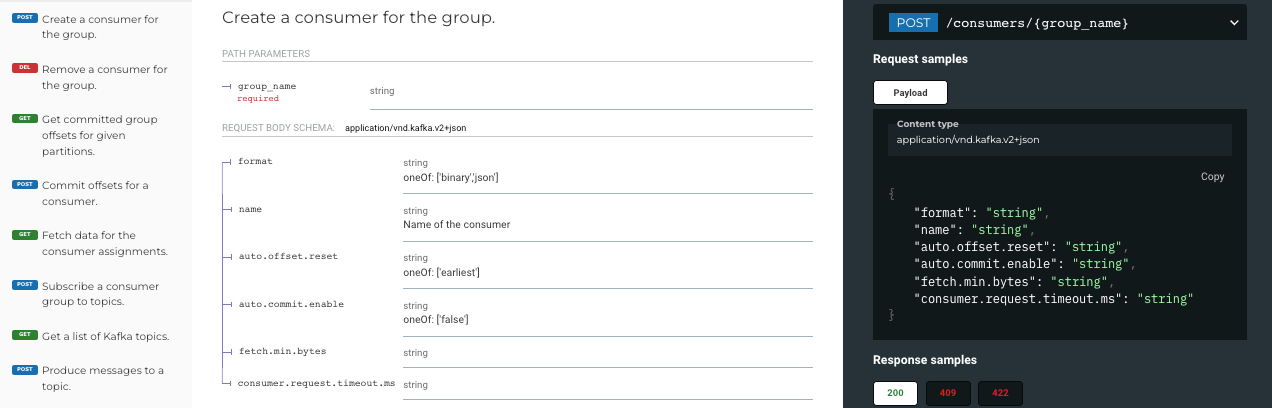 POST Create a consumer for
the group.
DEL Remove a consumer for
the group.
GET Get committed group
offsets for given
partitions.
POST Commit offsets for a
consumer.
GET Fetch data for the
consumer assignments.
POST Subscribe a consumer
group to topics.
GET Get a list of Kafka topics.
POST Produce messages to a
topic.
Create a consumer for the group.
PATH PARAMETERS
group_name string
required
REQUEST BODY SCHEMA: application/vnd.kafka.v2+json
format string
oneOf: ['binary','json']
name string
Name of the consumer
auto.offset.reset string
oneOf: ['earliest']
auto.commit.enable string
oneOf: ['false']
fetch.min.bytes string
consumer.request.timeout.ms string
POST /consumers/{group_name}
Request samples
Payload
Content type
application/vnd.kafka.v2+json
Copy
{
"format": "string",
"name": "string",
"auto.offset.reset": "string",
"auto.commit.enable": "string",
"fetch.min.bytes": "string",
"consumer.request.timeout.ms": "string"
}
Response samples
200 409 422